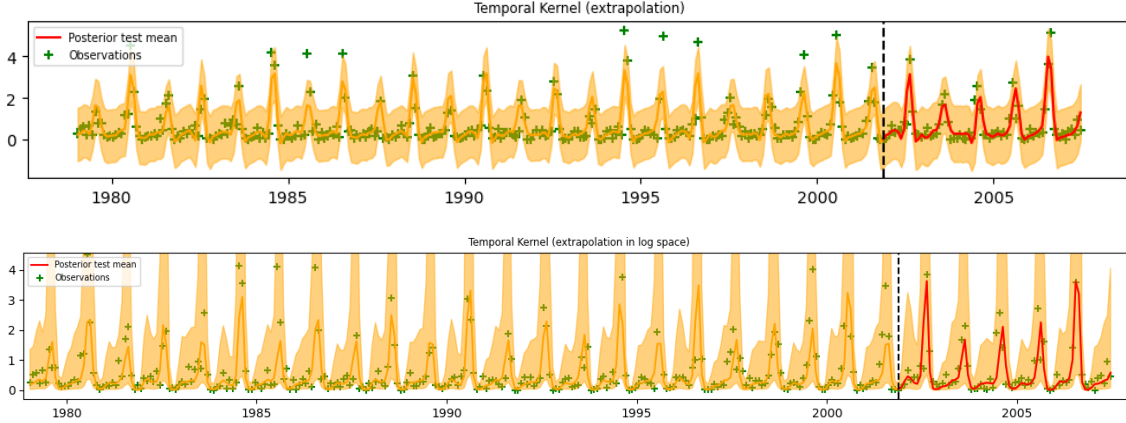 Temporal Kernel (extrapolation)
Posterior test mean
Observations
4
2
0
1980 1985 1990 1995 2000 2005
Temporal Kernel (extrapolation in log space)
Posterior test mean
Observations
4
3
2
1
0
1980 1985 1990 1995 2000 2005